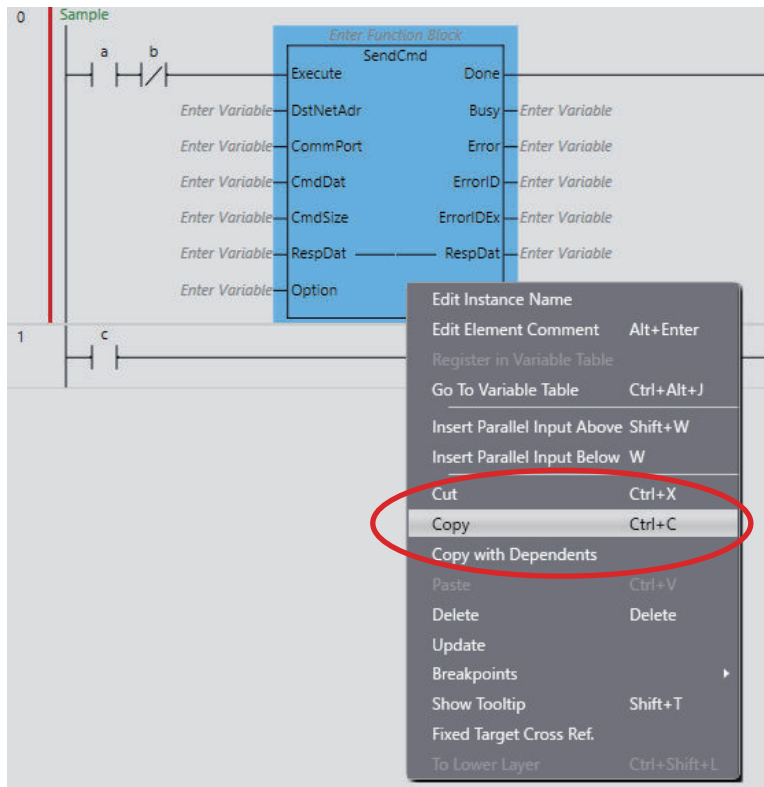 0 Sample
Enter Function Block
SendCmd
a b
Execute Done
Enter Variable DstNetAdr Busy Enter Variable
Enter Variable CommPort Error Enter Variable
Enter Variable CmdDat ErrorID Enter Variable
Enter Variable CmdSize ErrorIDEx Enter Variable
Enter Variable RespDat RespDat Enter Variable
Enter Variable Option
1 c
Edit Instance Name
Edit Element Comment Alt+Enter
Register in Variable Table
Go To Variable Table Ctrl+Alt+J
Insert Parallel Input Above Shift+W
Insert Parallel Input Below W
Cut Ctrl+X
Copy Ctrl+C
Copy with Dependents
Paste Ctrl+V
Delete Delete
Update
Breakpoints
Show Tooltip Shift+T
Fixed Target Cross Ref.
To Lower Layer Ctrl+Shift+L